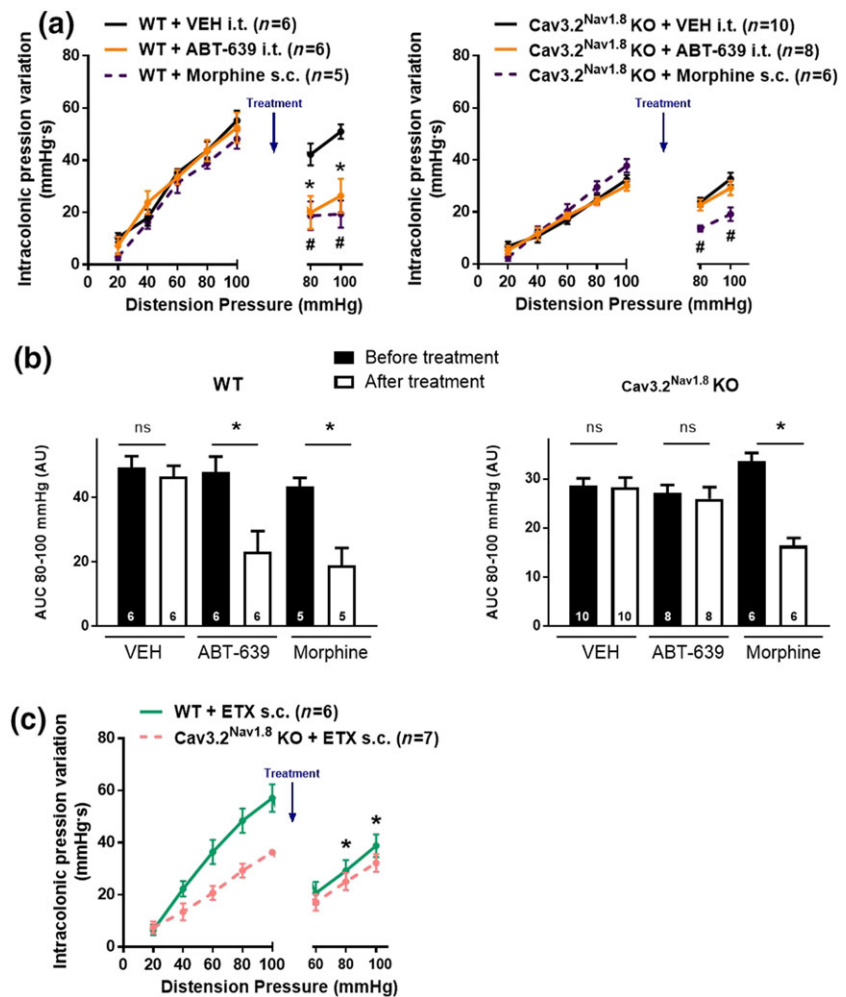 (a)
WT + VEH i.t. (n=6)
WT + ABT-639 i.t. (n=6)
WT + Morphine s.c. (n=5)
Intracolonic pression variation
(mmHg·s)
80
60
40
20
0
Treatment
*
*
#
#
0 20 40 60 80 100 80 100
Distension Pressure (mmHg)
Cav3.2Nav1.8 KO + VEH i.t. (n=10)
Cav3.2Nav1.8 KO + ABT-639 i.t. (n=8)
Cav3.2Nav1.8 KO + Morphine s.c. (n=6)
Intracolonic pression variation
(mmHg·s)
80
60
40
20
0
Treatment
#
#
0 20 40 60 80 100 80 100
Distension Pressure (mmHg)
(b)
Before treatment
After treatment
WT
ns * *
AUC 80-100 mmHg (AU)
40
20
0
6 6 6 6 5 5
VEH ABT-639 Morphine
Cav3.2Nav1.8 KO
ns ns *
AUC 80-100 mmHg (AU)
30
20
10
0
10 10 8 8 6 6
VEH ABT-639 Morphine
(c)
WT + ETX s.c. (n=6)
Cav3.2Nav1.8 KO + ETX s.c. (n=7)
Intracolonic pression variation
(mmHg·s)
80
60
40
20
0
Treatment
*
*
0 20 40 60 80 100 60 80 100
Distension Pressure (mmHg)